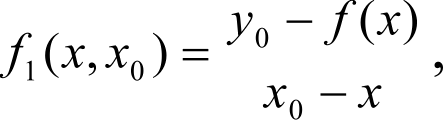 f₁(x, x₀) = y₀ − f(x)
x₀ − x ,